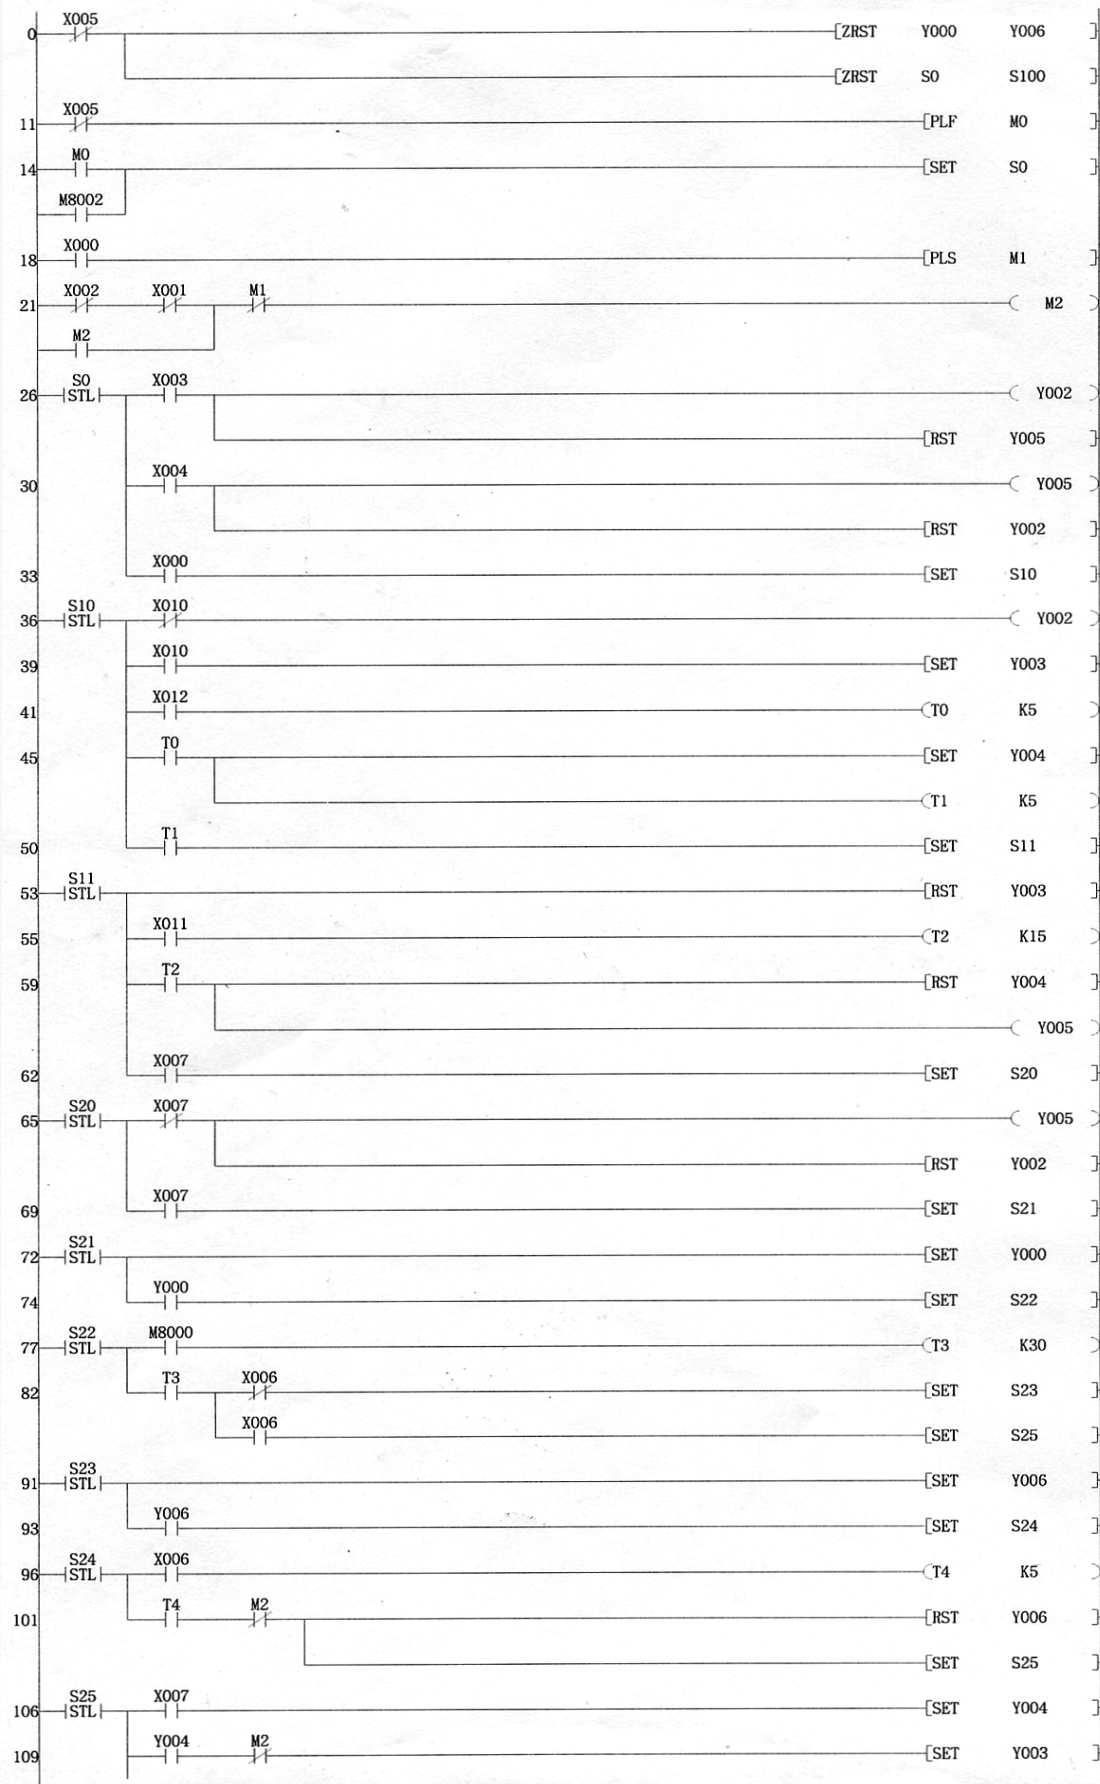 X005
0 [ZRST Y000 Y006 ]
[ZRST S0 S100 ]
X005
11 [PLF M0 ]
M0
14 [SET S0 ]
M8002
X000
18 [PLS M1 ]
X002 X001 M1
21 ( M2 )
M2
S0 X003
26 STL ( Y002 )
[RST Y005 ]
X004
30 ( Y005 )
[RST Y002 ]
X000
33 [SET S10 ]
S10 X010
36 STL ( Y002 )
X010
39 [SET Y003 ]
X012
41 (T0 K5 )
T0
45 [SET Y004 ]
(T1 K5 )
T1
50 [SET S11 ]
S11
53 STL [RST Y003 ]
X011
55 (T2 K15 )
T2
59 [RST Y004 ]
( Y005 )
X007
62 [SET S20 ]
S20 X007
65 STL ( Y005 )
[RST Y002 ]
X007
69 [SET S21 ]
S21
72 STL [SET Y000 ]
Y000
74 [SET S22 ]
S22 M8000
77 STL (T3 K30 )
T3 X006
82 [SET S23 ]
X006
[SET S25 ]
S23
91 STL [SET Y006 ]
Y006
93 [SET S24 ]
S24 X006
96 STL (T4 K5 )
T4 M2
101 [RST Y006 ]
[SET S25 ]
S25 X007
106 STL [SET Y004 ]
Y004 M2
109 [SET Y003 ]